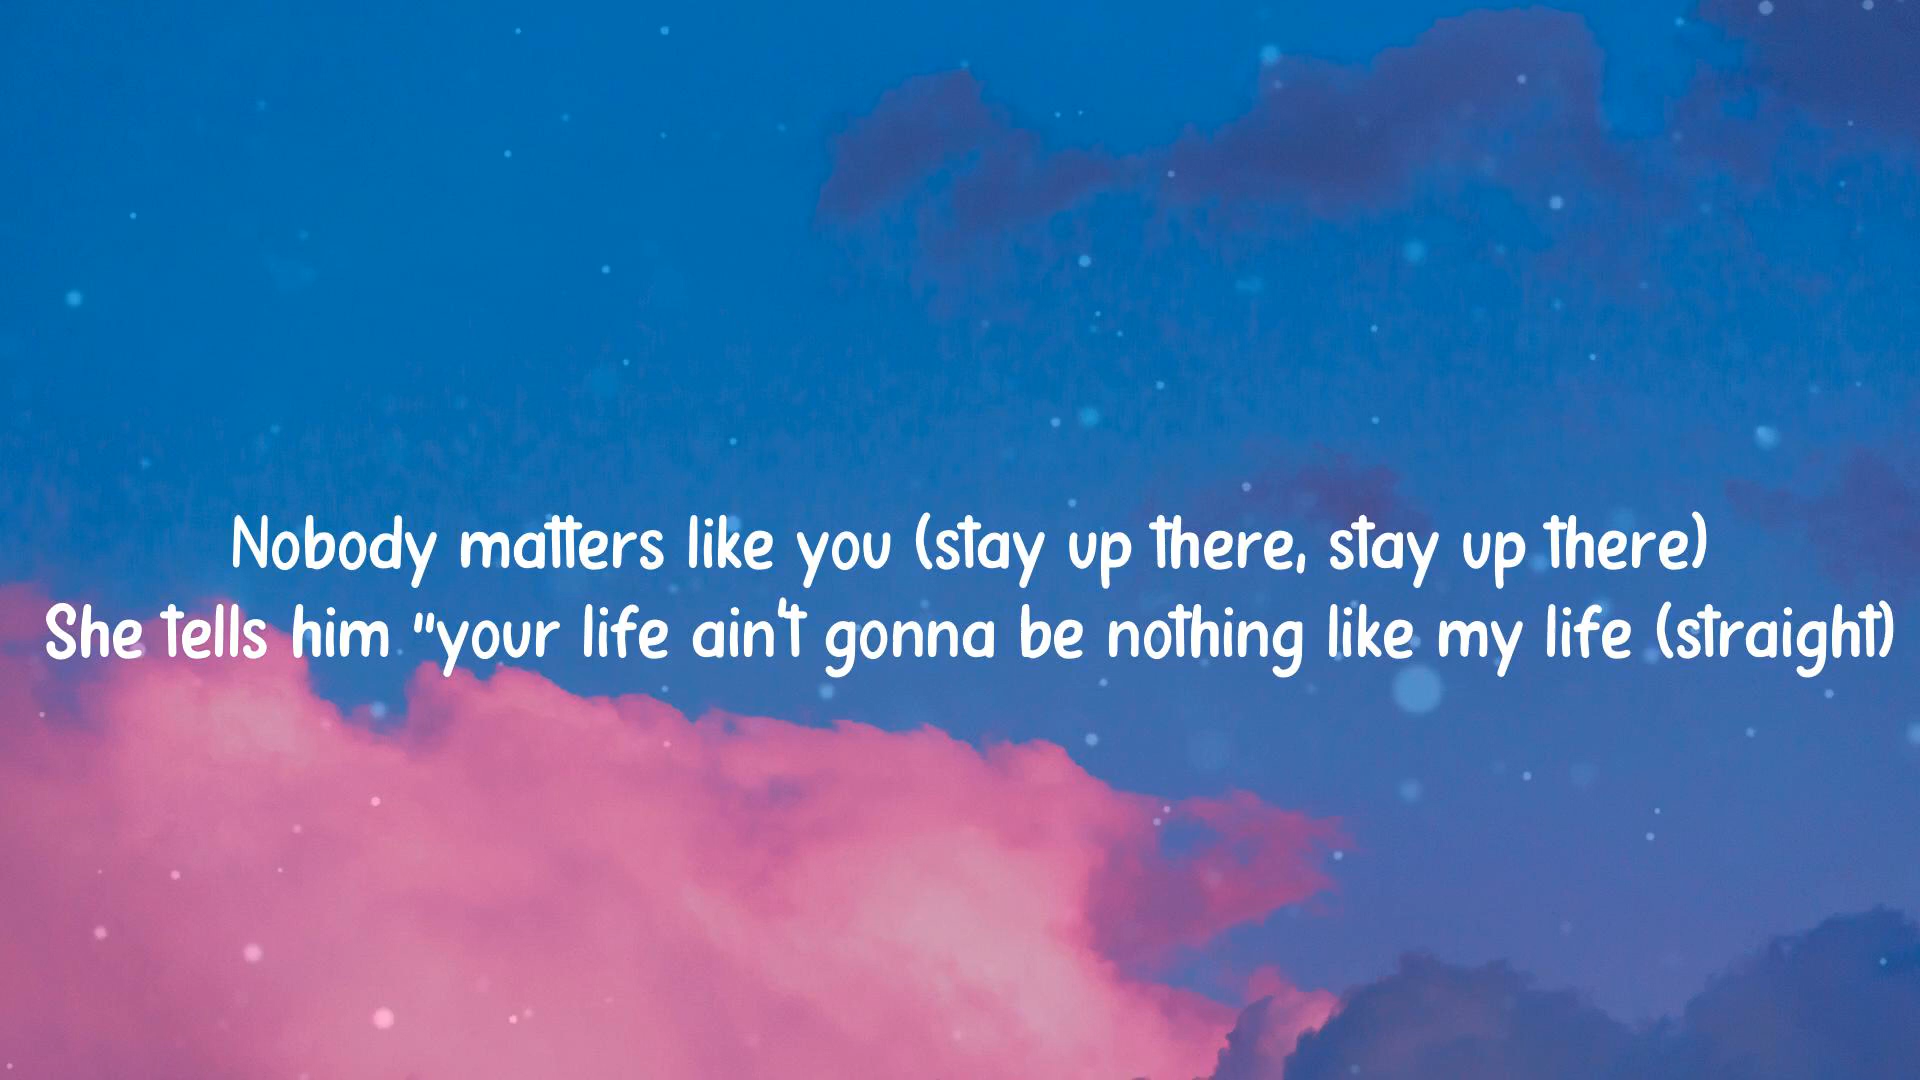 Nobody matters like you (stay up there, stay up there)
She tells him "your life ain't gonna be nothing like my life (straight)